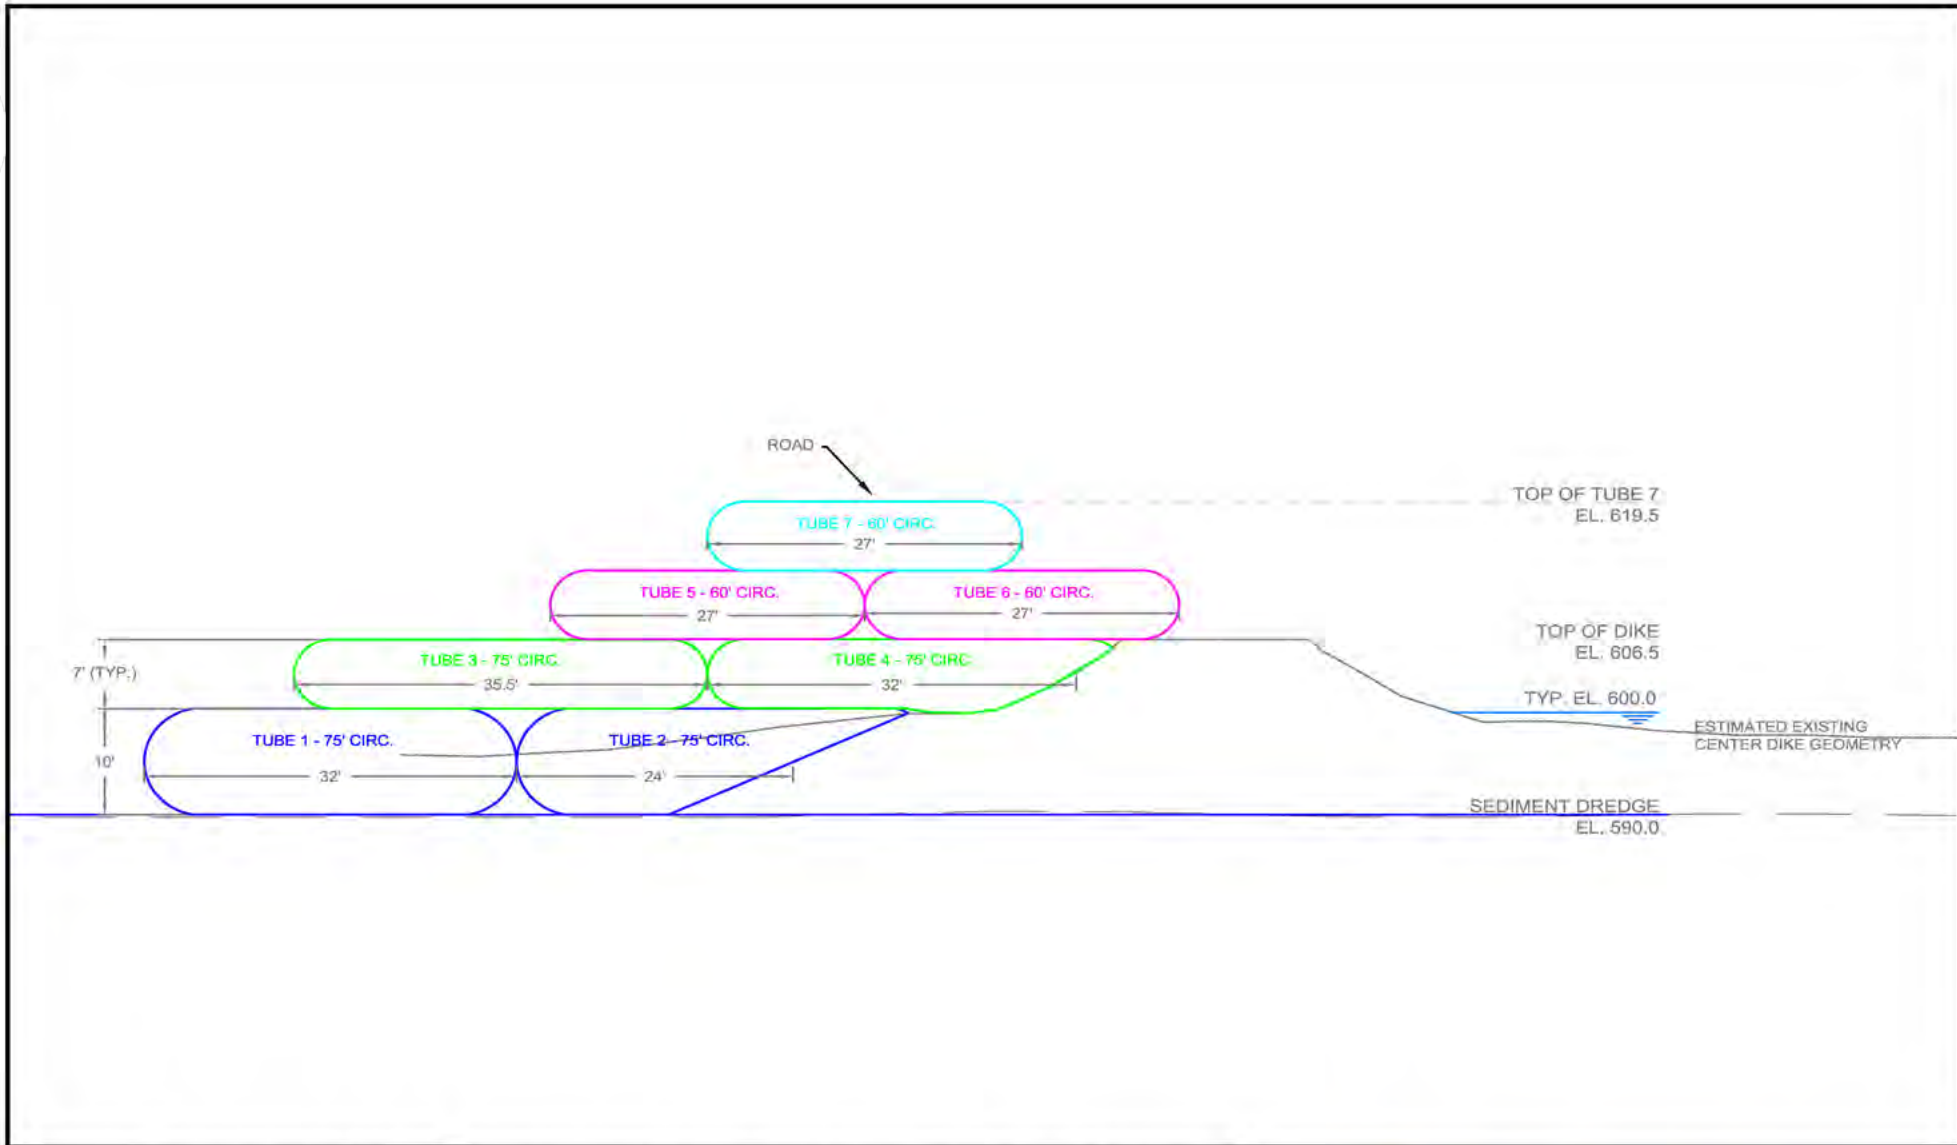 ROAD
TOP OF TUBE 7
EL. 619.5
TUBE 7 - 60' CIRC.
27'
TUBE 5 - 60' CIRC.
TUBE 6 - 60' CIRC.
27'
27'
TOP OF DIKE
EL. 606.5
7' (TYP.)
TUBE 3 - 75' CIRC.
TUBE 4 - 75' CIRC.
35.5'
32'
TYP. EL. 600.0
ESTIMATED EXISTING
CENTER DIKE GEOMETRY
TUBE 1 - 75' CIRC.
TUBE 2 - 75' CIRC.
10'
32'
24'
SEDIMENT DREDGE
EL. 590.0